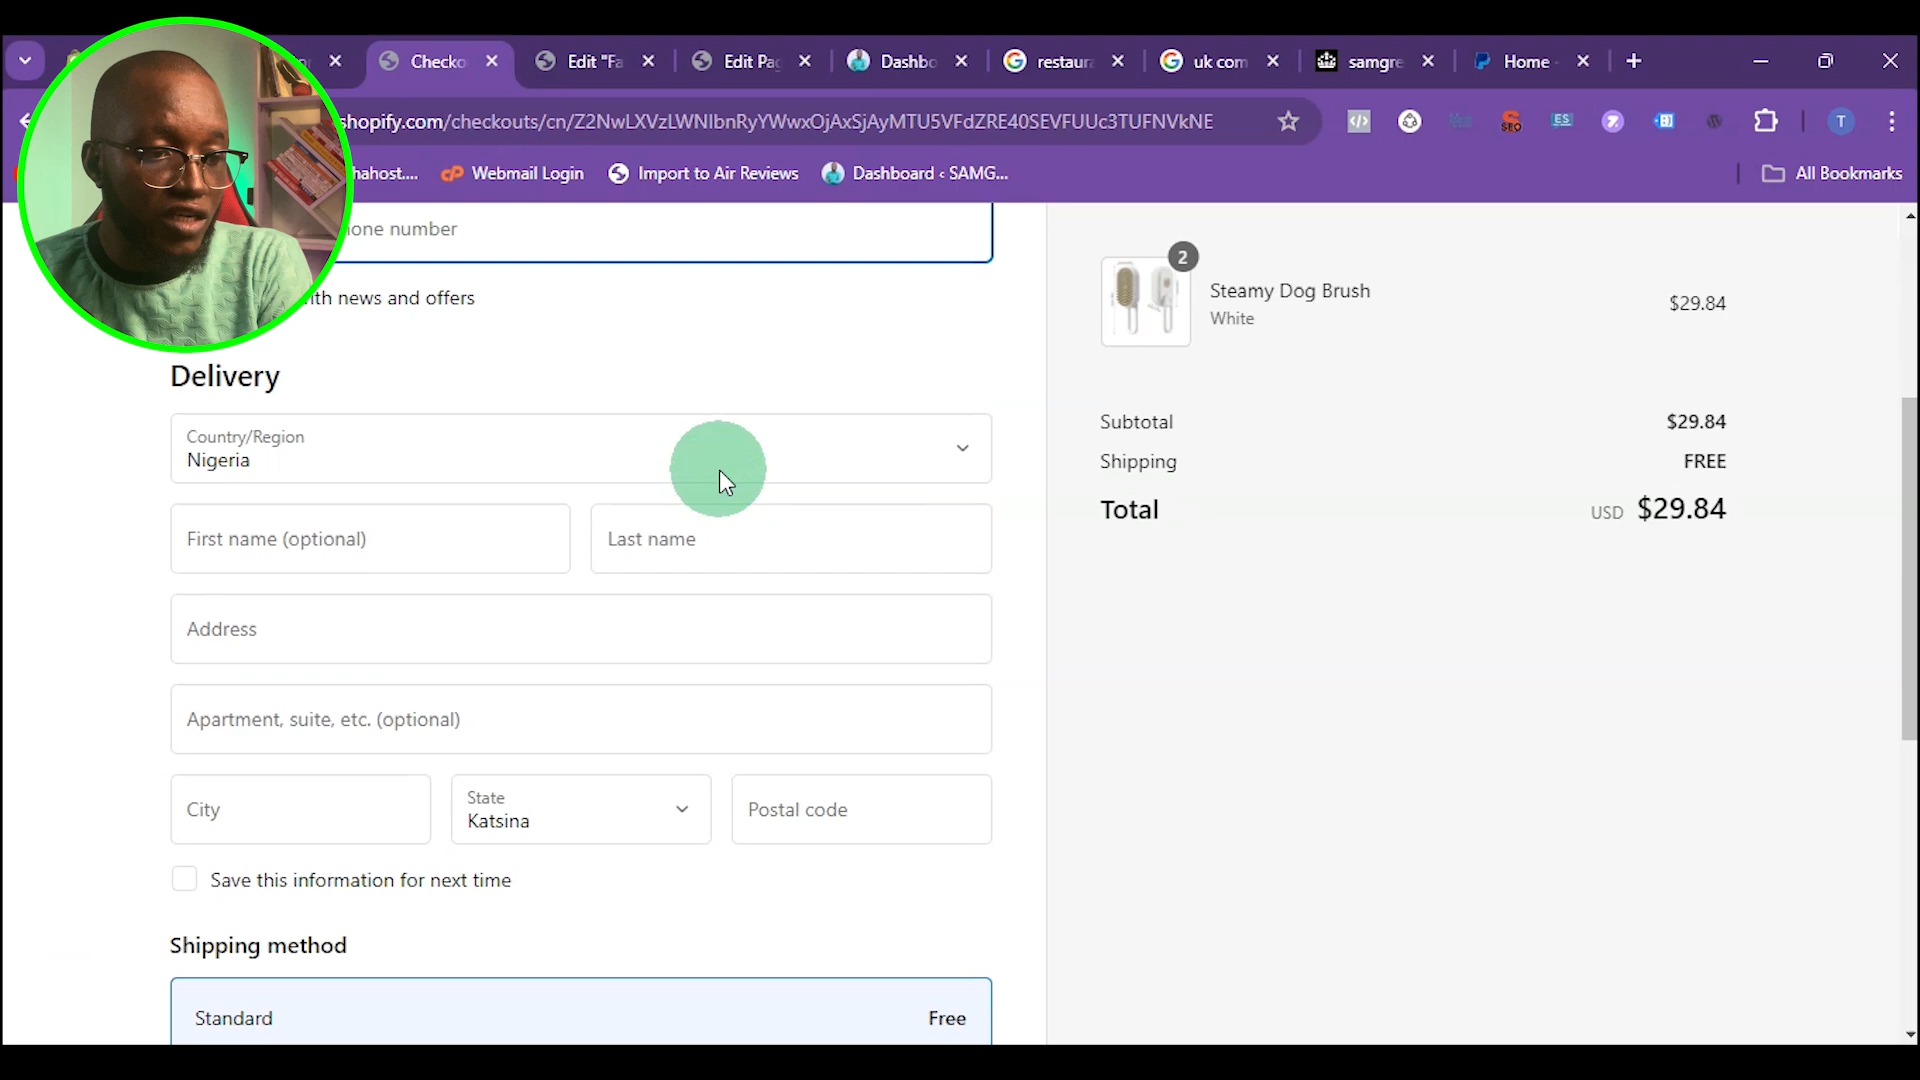 Checko
Edit "Fa
Edit Pag
Dashbo
restaura
uk com
samgre
Home -
shopify.com/checkouts/cn/Z2NwLXVzLWNlbnRyYWwxOjAxSjAyMTU5VFdZRE40SEVFUUc3TUFNVkNE
SEO
ES
T
hahost....
Webmail Login
Import to Air Reviews
Dashboard ‹ SAMG...
All Bookmarks
one number
ith news and offers
Delivery
Country/Region
Nigeria
First name (optional)
Last name
Address
Apartment, suite, etc. (optional)
City
State
Katsina
Postal code
Save this information for next time
Shipping method
Standard
Free
2
Steamy Dog Brush
White
$29.84
Subtotal
$29.84
Shipping
FREE
Total
USD $29.84